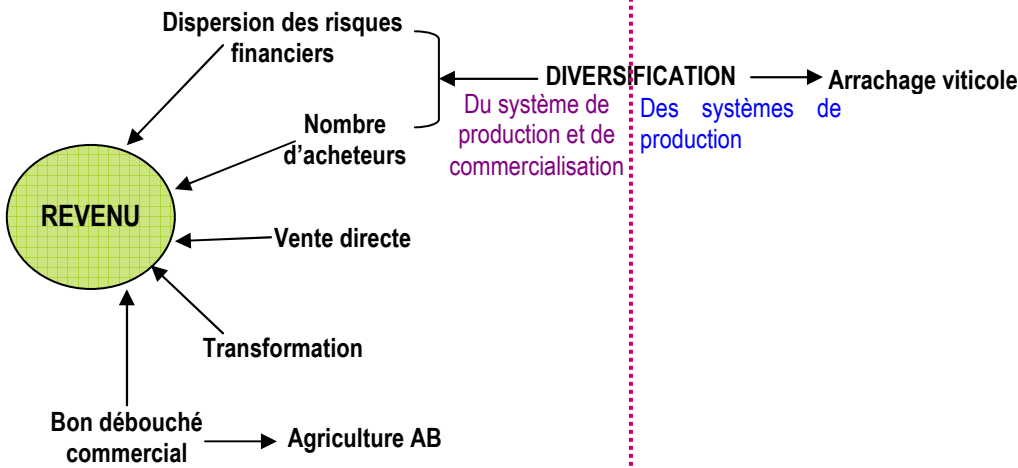 Dispersion des risques
financiers
DIVERSIFICATION
Arrachage viticole
Du système de
production et de
commercialisation
Des systèmes de
production
Nombre
d’acheteurs
REVENU
Vente directe
Transformation
Bon débouché
commercial
Agriculture AB